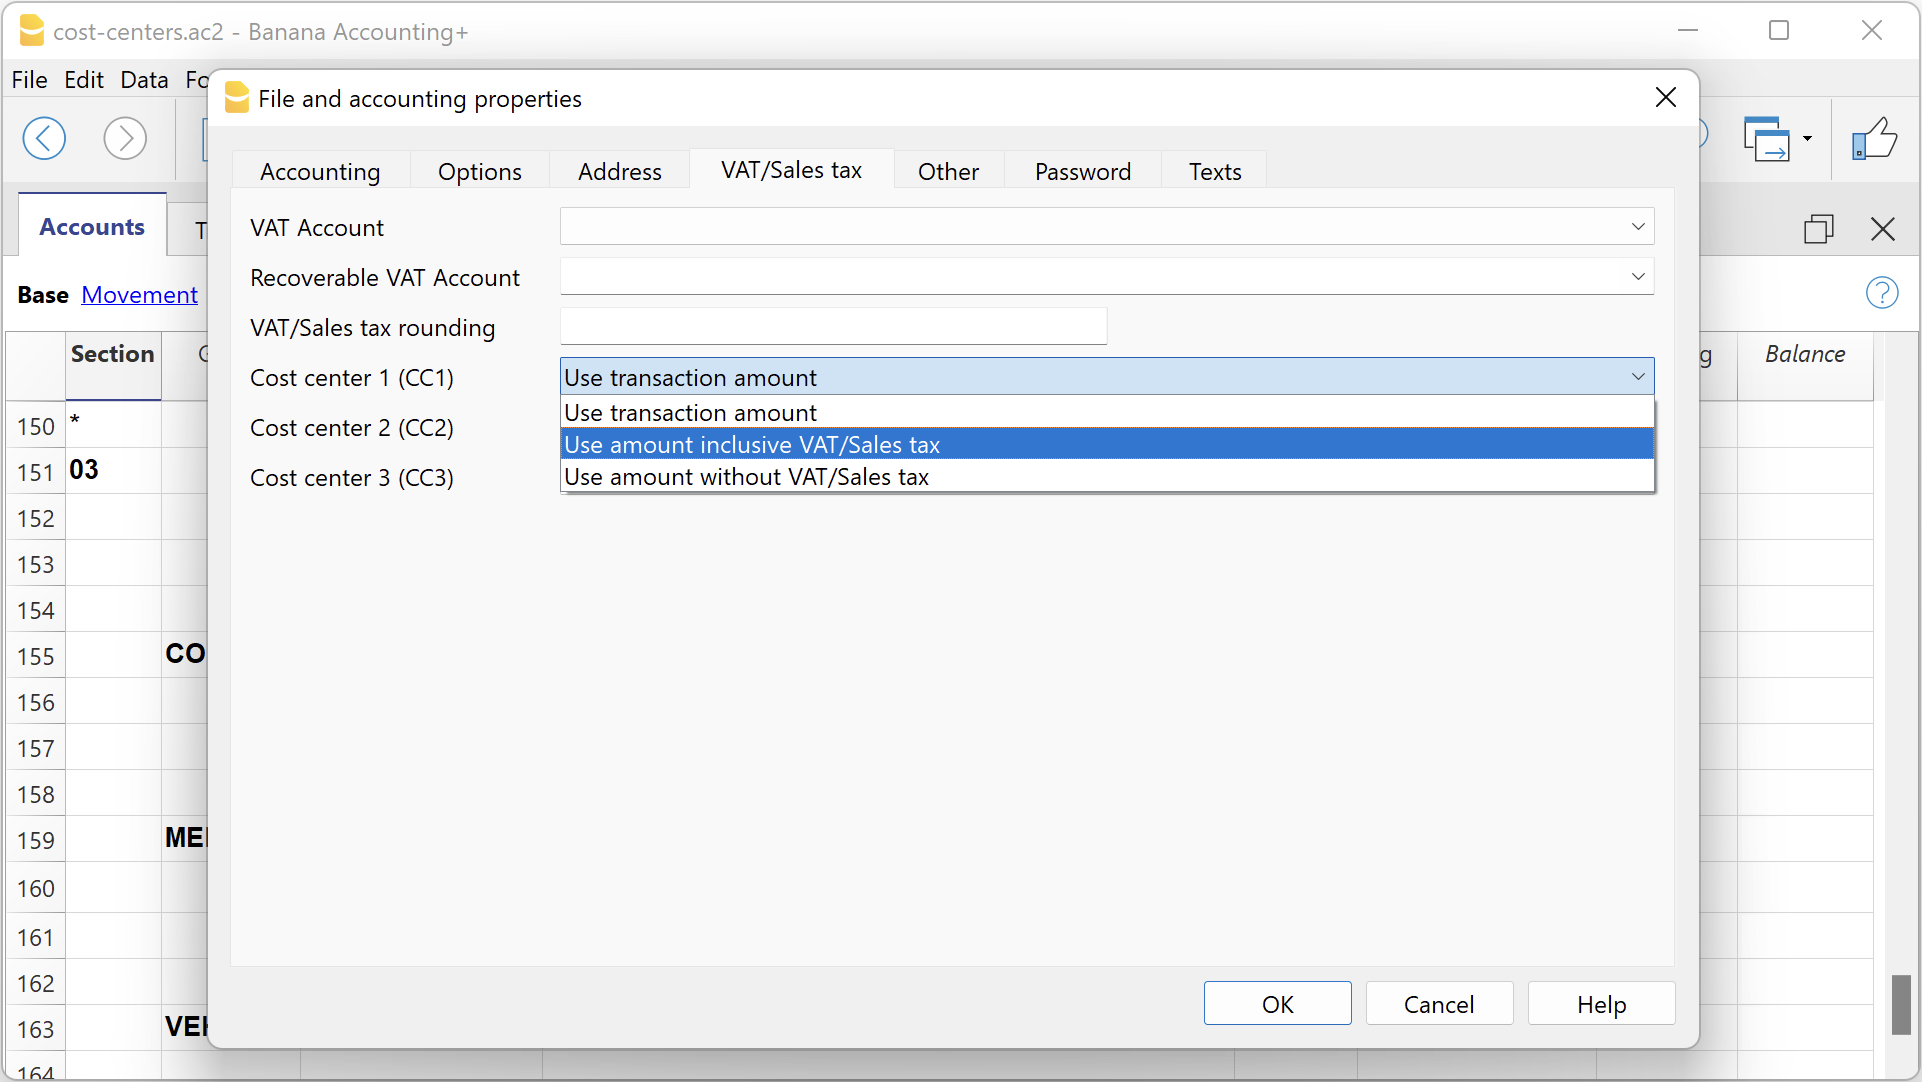 cost-centers.ac2 - Banana Accounting+
File Edit Data Fo
File and accounting properties
Accounting Options Address VAT/Sales tax Other Password Texts
Accounts T
VAT Account
Recoverable VAT Account
Base Movement
VAT/Sales tax rounding
Section G g Balance
Cost center 1 (CC1) Use transaction amount
Use transaction amount
Cost center 2 (CC2)
Use amount inclusive VAT/Sales tax
Cost center 3 (CC3) Use amount without VAT/Sales tax
150 *
151 03
152
153
154
155 CO
156
157
158
159 ME
160
161
162
OK Cancel Help
163 VE
164